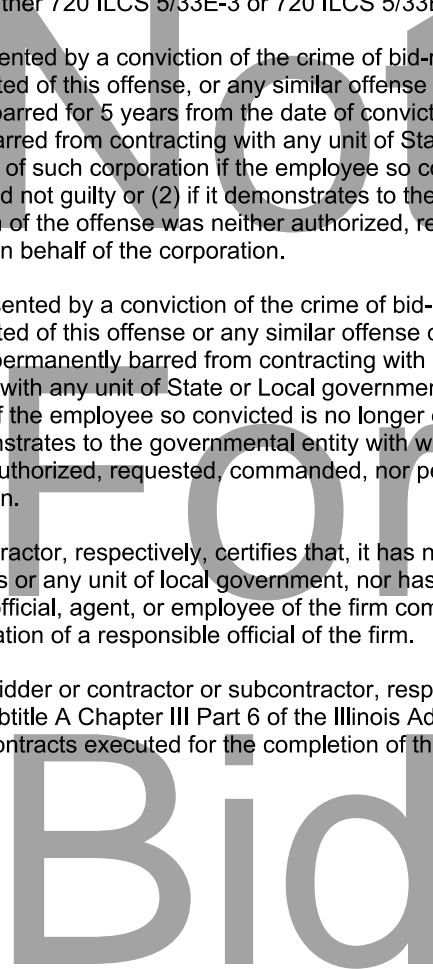 ther 720 ILCS 5/33E-3 or 720 ILCS 5/33E
ented by a conviction of the crime of bid-r
ted of this offense, or any similar offense
barred for 5 years from the date of convict
arred from contracting with any unit of Sta
of such corporation if the employee so co
d not guilty or (2) if it demonstrates to the
n of the offense was neither authorized, re
n behalf of the corporation.
sented by a conviction of the crime of bid-
ted of this offense or any similar offense o
permanently barred from contracting with
with any unit of State or Local governmen
f the employee so convicted is no longer e
nstrates to the governmental entity with w
uthorized, requested, commanded, nor pe
n.
ractor, respectively, certifies that, it has n
s or any unit of local government, nor has
official, agent, or employee of the firm com
ation of a responsible official of the firm.
idder or contractor or subcontractor, resp
btitle A Chapter III Part 6 of the Illinois Ad
ontracts executed for the completion of th
Not
For
Bid